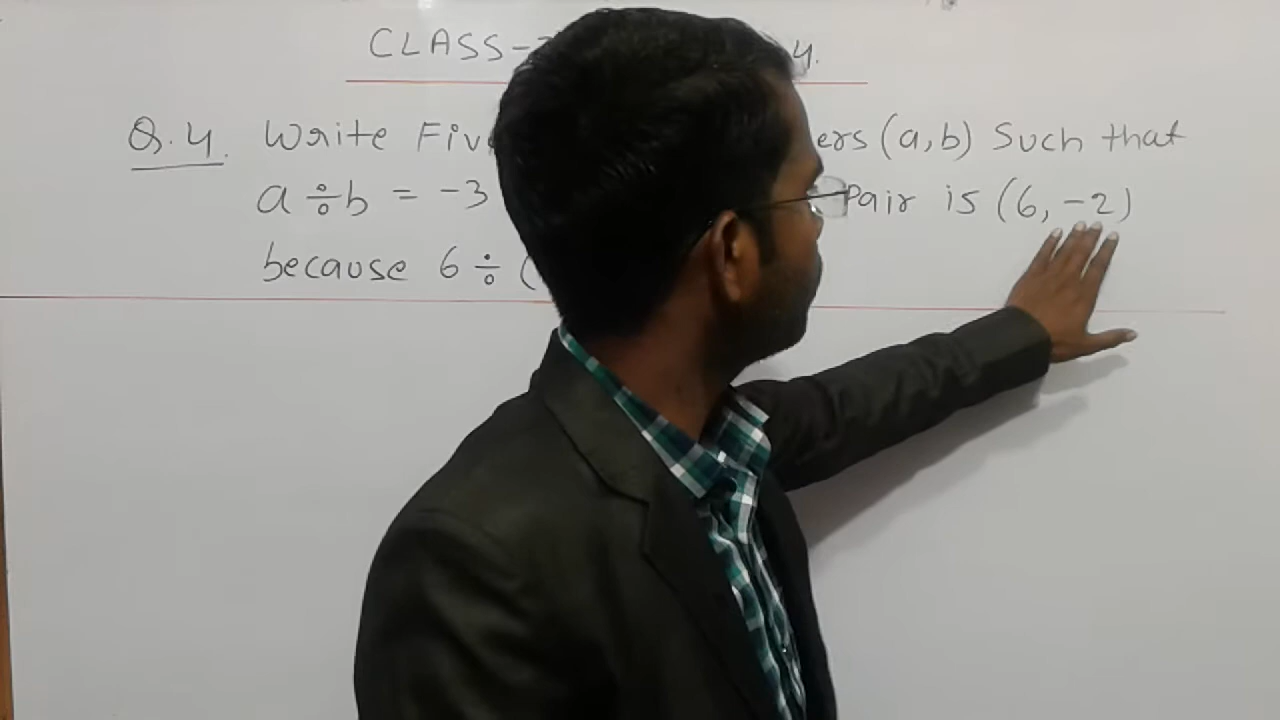 CLASS- 4.
Q.4. Write Five ers (a,b) Such that
a ÷ b = -3 Pair is (6, -2)
because 6 ÷ (